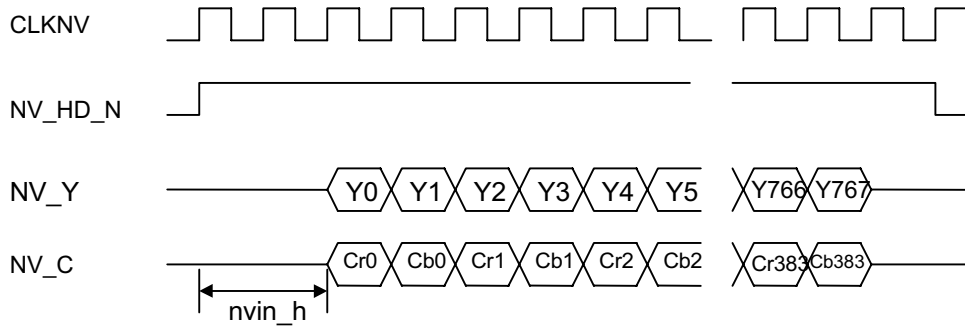 CLKNV
NV_HD_N
NV_Y Y0 Y1 Y2 Y3 Y4 Y5 Y766 Y767
NV_C Cr0 Cb0 Cr1 Cb1 Cr2 Cb2 Cr383 Cb383
nvin_h